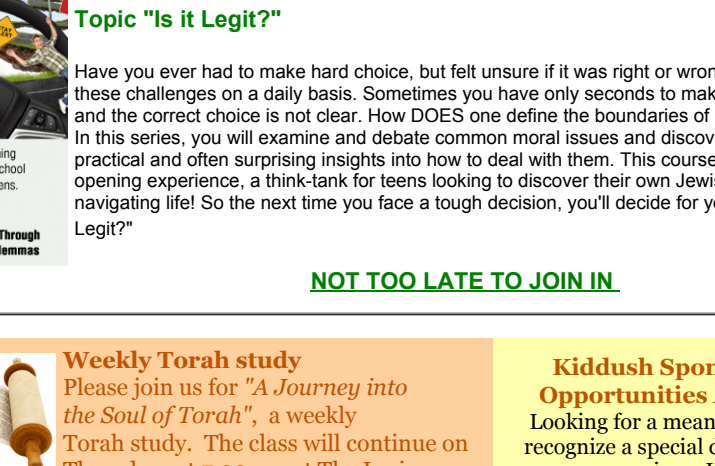 Topic "Is it Legit?"
Have you ever had to make hard choice, but felt unsure if it was right or wron
these challenges on a daily basis. Sometimes you have only seconds to mak
and the correct choice is not clear. How DOES one define the boundaries of
In this series, you will examine and debate common moral issues and discov
practical and often surprising insights into how to deal with them. This course
opening experience, a think-tank for teens looking to discover their own Jewis
navigating life! So the next time you face a tough decision, you'll decide for yo
Legit?"
ing
chool
ens.
Through
lemmas
NOT TOO LATE TO JOIN IN
Weekly Torah study
Please join us for "A Journey into
the Soul of Torah", a weekly
Torah study. The class will continue on
Kiddush Spon
Opportunities
Looking for a mean
recognize a special